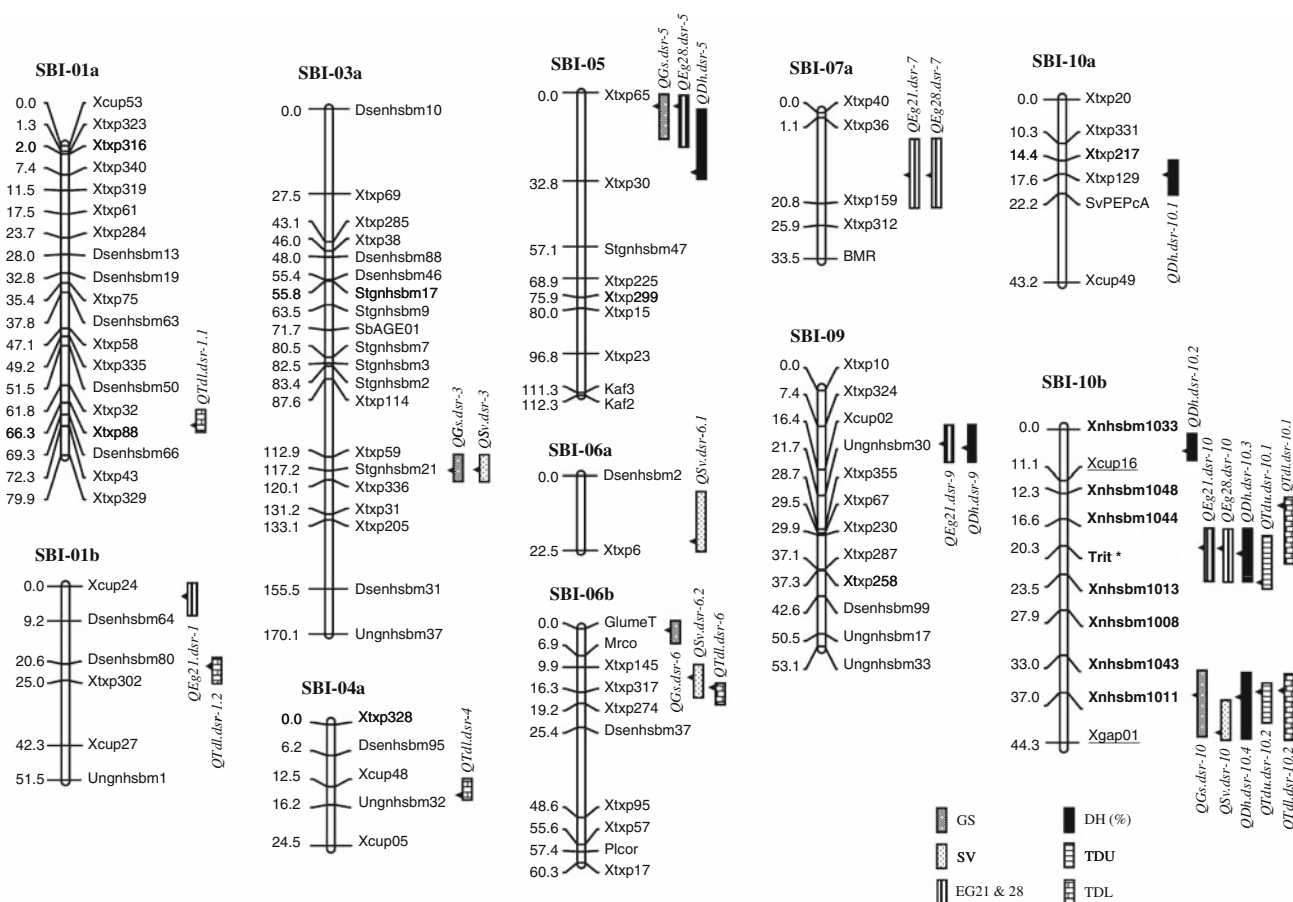 SBI-01a
0.0 Xcup53
1.3 Xtxp323
2.0 Xtxp316
7.4 Xtxp340
11.5 Xtxp319
17.5 Xtxp61
23.7 Xtxp284
28.0 Dsenhsbm13
32.8 Dsenhsbm19
35.4 Xtxp75
37.8 Dsenhsbm63
47.1 Xtxp58
49.2 Xtxp335
51.5 Dsenhsbm50
61.8 Xtxp32
66.3 Xtxp88
69.3 Dsenhsbm66
72.3 Xtxp43
79.9 Xtxp329
QTdl.dsr-1.1
SBI-01b
0.0 Xcup24
9.2 Dsenhsbm64
20.6 Dsenhsbm80
25.0 Xtxp302
42.3 Xcup27
51.5 Ungnhsbm1
QEg21.dsr-1
QTdl.dsr-1.2
SBI-03a
0.0 Dsenhsbm10
27.5 Xtxp69
43.1 Xtxp285
46.0 Xtxp38
48.0 Dsenhsbm88
55.4 Dsenhsbm46
55.8 Stgnhsbm17
63.5 Stgnhsbm9
71.7 SbAGE01
80.5 Stgnhsbm7
82.5 Stgnhsbm3
83.4 Stgnhsbm2
87.6 Xtxp114
112.9 Xtxp59
117.2 Stgnhsbm21
120.1 Xtxp336
131.2 Xtxp31
133.1 Xtxp205
155.5 Dsenhsbm31
170.1 Ungnhsbm37
QGs.dsr-3
QSv.dsr-3
SBI-04a
0.0 Xtxp328
6.2 Dsenhsbm95
12.5 Xcup48
16.2 Ungnhsbm32
24.5 Xcup05
QTdl.dsr-4
SBI-05
0.0 Xtxp65
32.8 Xtxp30
57.1 Stgnhsbm47
68.9 Xtxp225
75.9 Xtxp299
80.0 Xtxp15
96.8 Xtxp23
111.3 Kaf3
112.3 Kaf2
QGs.dsr-5
QEg28.dsr-5
QDh.dsr-5
SBI-06a
0.0 Dsenhsbm2
22.5 Xtxp6
QSv.dsr-6.1
SBI-06b
0.0 GlumeT
6.9 Mrco
9.9 Xtxp145
16.3 Xtxp317
19.2 Xtxp274
25.4 Dsenhsbm37
48.6 Xtxp95
55.6 Xtxp57
57.4 Plcor
60.3 Xtxp17
QGs.dsr-6
QSv.dsr-6.2
QTdl.dsr-6
SBI-07a
0.0 Xtxp40
1.1 Xtxp36
20.8 Xtxp159
25.9 Xtxp312
33.5 BMR
QEg21.dsr-7
QEg28.dsr-7
SBI-09
0.0 Xtxp10
7.4 Xtxp324
16.4 Xcup02
21.7 Ungnhsbm30
28.7 Xtxp355
29.5 Xtxp67
29.9 Xtxp230
37.1 Xtxp287
37.3 Xtxp258
42.6 Dsenhsbm99
50.5 Ungnhsbm17
53.1 Ungnhsbm33
QEg21.dsr-9
QDh.dsr-9
SBI-10a
0.0 Xtxp20
10.3 Xtxp331
14.4 Xtxp217
17.6 Xtxp129
22.2 SvPEPcA
43.2 Xcup49
QDh.dsr-10.1
SBI-10b
0.0 Xnhsbm1033
11.1 Xcup16
12.3 Xnhsbm1048
16.6 Xnhsbm1044
20.3 Trit *
23.5 Xnhsbm1013
27.9 Xnhsbm1008
33.0 Xnhsbm1043
37.0 Xnhsbm1011
44.3 Xgap01
QDh.dsr-10.2
QEg21.dsr-10
QEg28.dsr-10
QDh.dsr-10.3
QTdu.dsr-10.1
QTdl.dsr-10.1
QGs.dsr-10
QSv.dsr-10
QDh.dsr-10.4
QTdu.dsr-10.2
QTdl.dsr-10.2
GS
SV
EG21 & 28
DH (%)
TDU
TDL